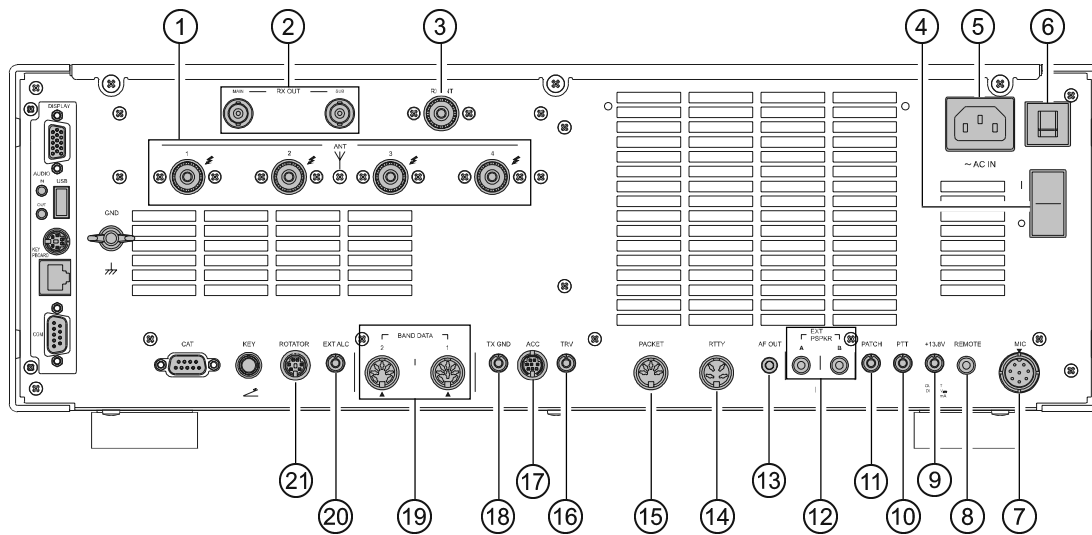 1 2 3 4 5 6
DISPLAY
MAIN RX OUT SUB
ANT
1 2 3 4
~ AC IN
AUDIO
IN USB
OUT
GND
KEY
COM
CAT KEY ROTATOR EXT ALC
BAND DATA
2 1
TX GND ACC TRV
PACKET RTTY AF OUT
EXT
PSPKR
A B
PATCH PTT +13.8V REMOTE MIC
21 20 19 18 17 16 15 14 13 12 11 10 9 8 7